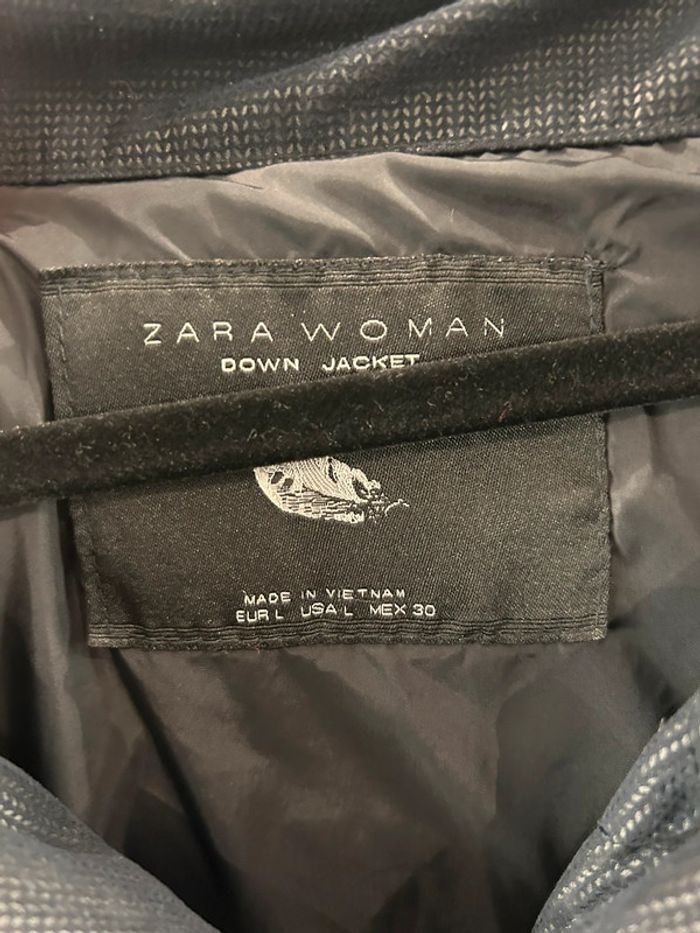 ZARA WOMAN
DOWN JACKET
MADE IN VIETNAM
EUR L USA L MEX 30